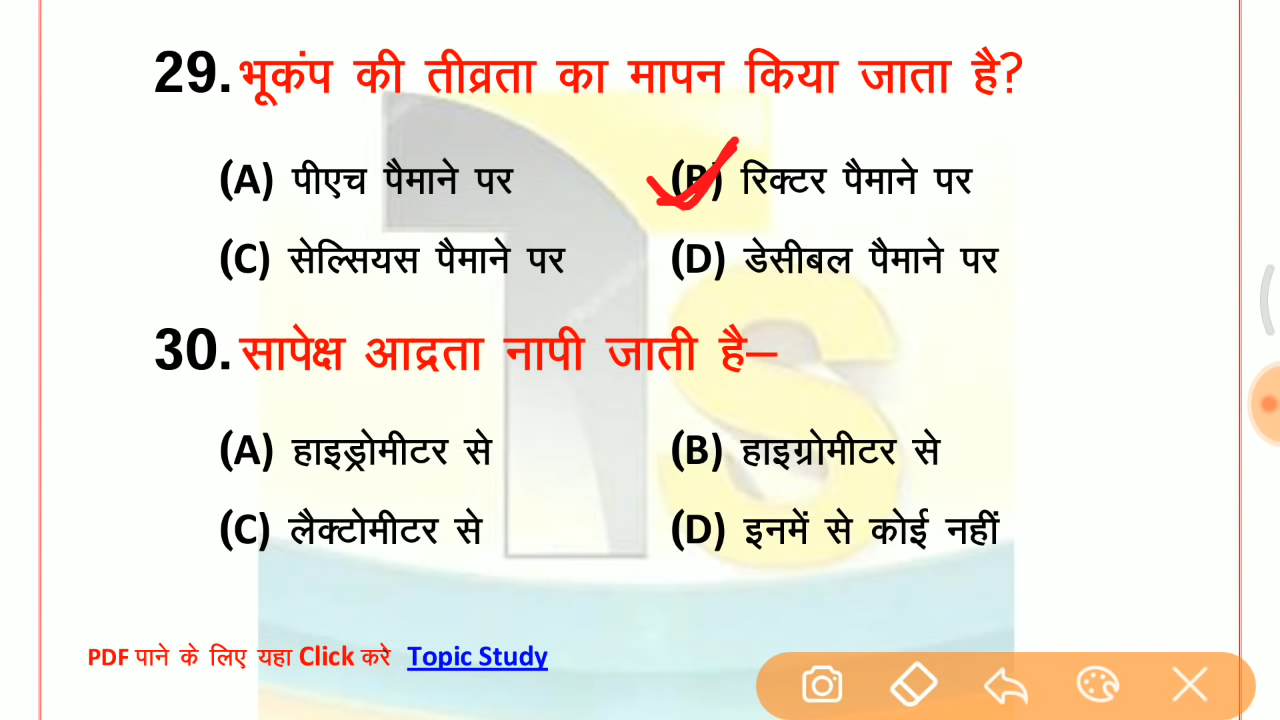 29. भूकंप की तीव्रता का मापन किया जाता है?
(A) पीएच पैमाने पर (B) रिक्टर पैमाने पर
(C) सेल्सियस पैमाने पर (D) डेसीबल पैमाने पर
30. सापेक्ष आद्रता नापी जाती है–
(A) हाइड्रोमीटर से (B) हाइग्रोमीटर से
(C) लैक्टोमीटर से (D) इनमें से कोई नहीं
PDF पाने के लिए यहा Click करे Topic Study